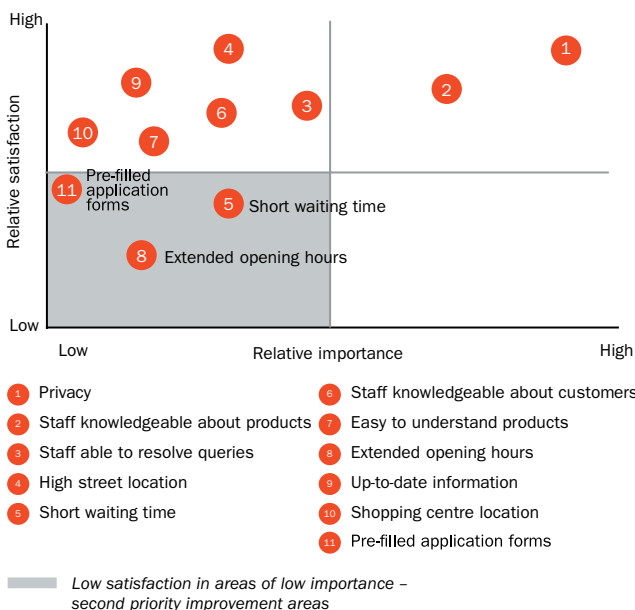 High
Relative satisfaction
Low
4
1
9
2
3
6
10
7
11
Pre-filled
application
forms
5 Short waiting time
8 Extended opening hours
Low
Relative importance
High
1 Privacy
2 Staff knowledgeable about products
3 Staff able to resolve queries
4 High street location
5 Short waiting time
6 Staff knowledgeable about customers
7 Easy to understand products
8 Extended opening hours
9 Up-to-date information
10 Shopping centre location
11 Pre-filled application forms
Low satisfaction in areas of low importance –
second priority improvement areas